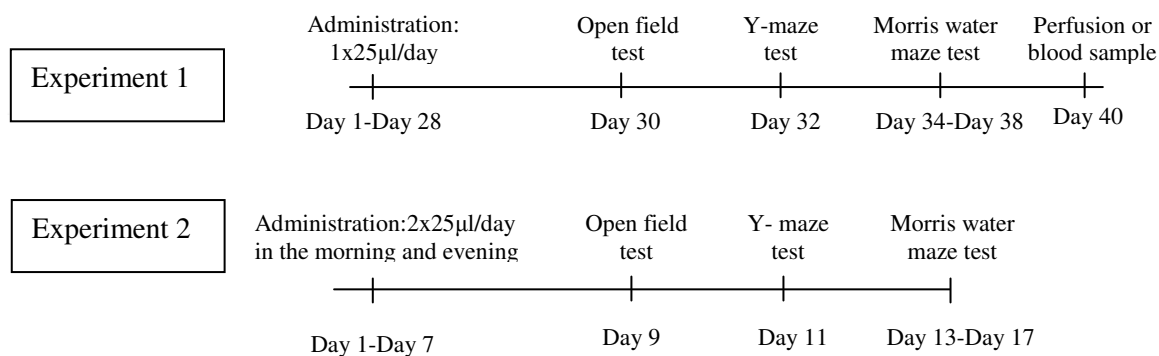 Experiment 1
Administration:
1x25µl/day
Open field
test
Y-maze
test
Morris water
maze test
Perfusion or
blood sample
Day 1-Day 28
Day 30
Day 32
Day 34-Day 38
Day 40
Experiment 2
Administration:2x25µl/day
in the morning and evening
Open field
test
Y- maze
test
Morris water
maze test
Day 1-Day 7
Day 9
Day 11
Day 13-Day 17